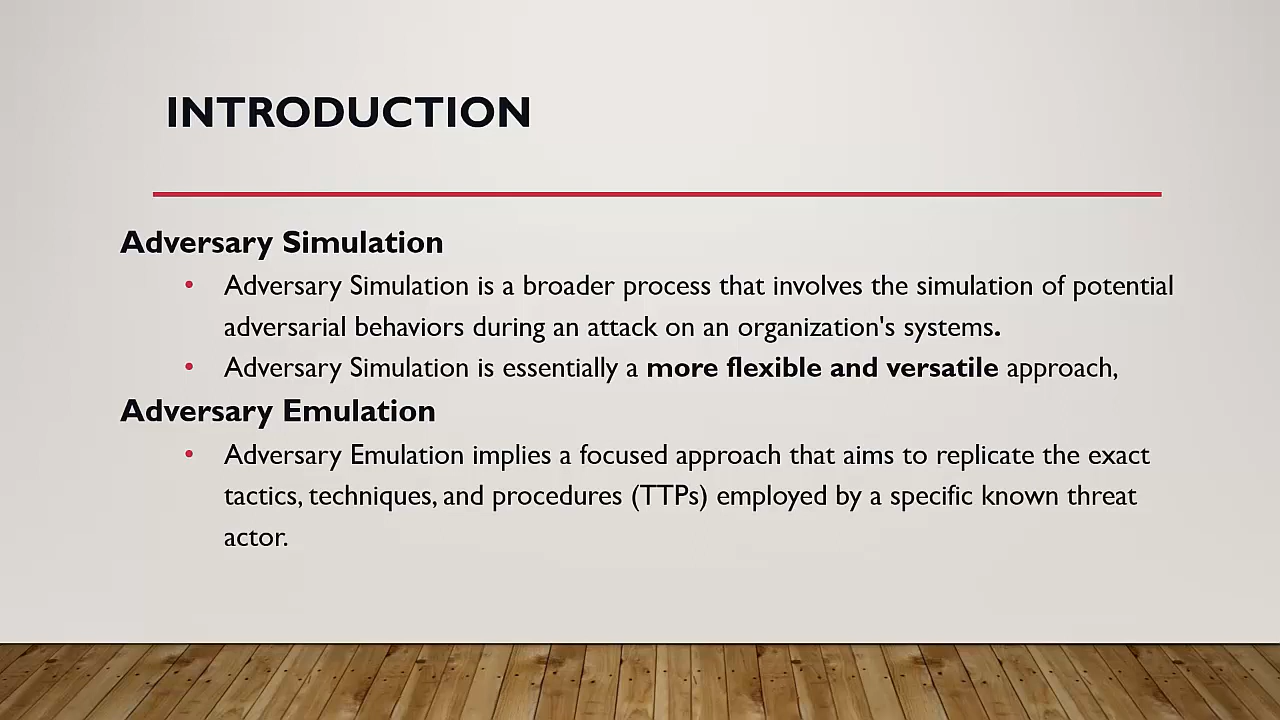 INTRODUCTION
Adversary Simulation
• Adversary Simulation is a broader process that involves the simulation of potential
adversarial behaviors during an attack on an organization's systems.
• Adversary Simulation is essentially a more flexible and versatile approach,
Adversary Emulation
• Adversary Emulation implies a focused approach that aims to replicate the exact
tactics, techniques, and procedures (TTPs) employed by a specific known threat
actor.